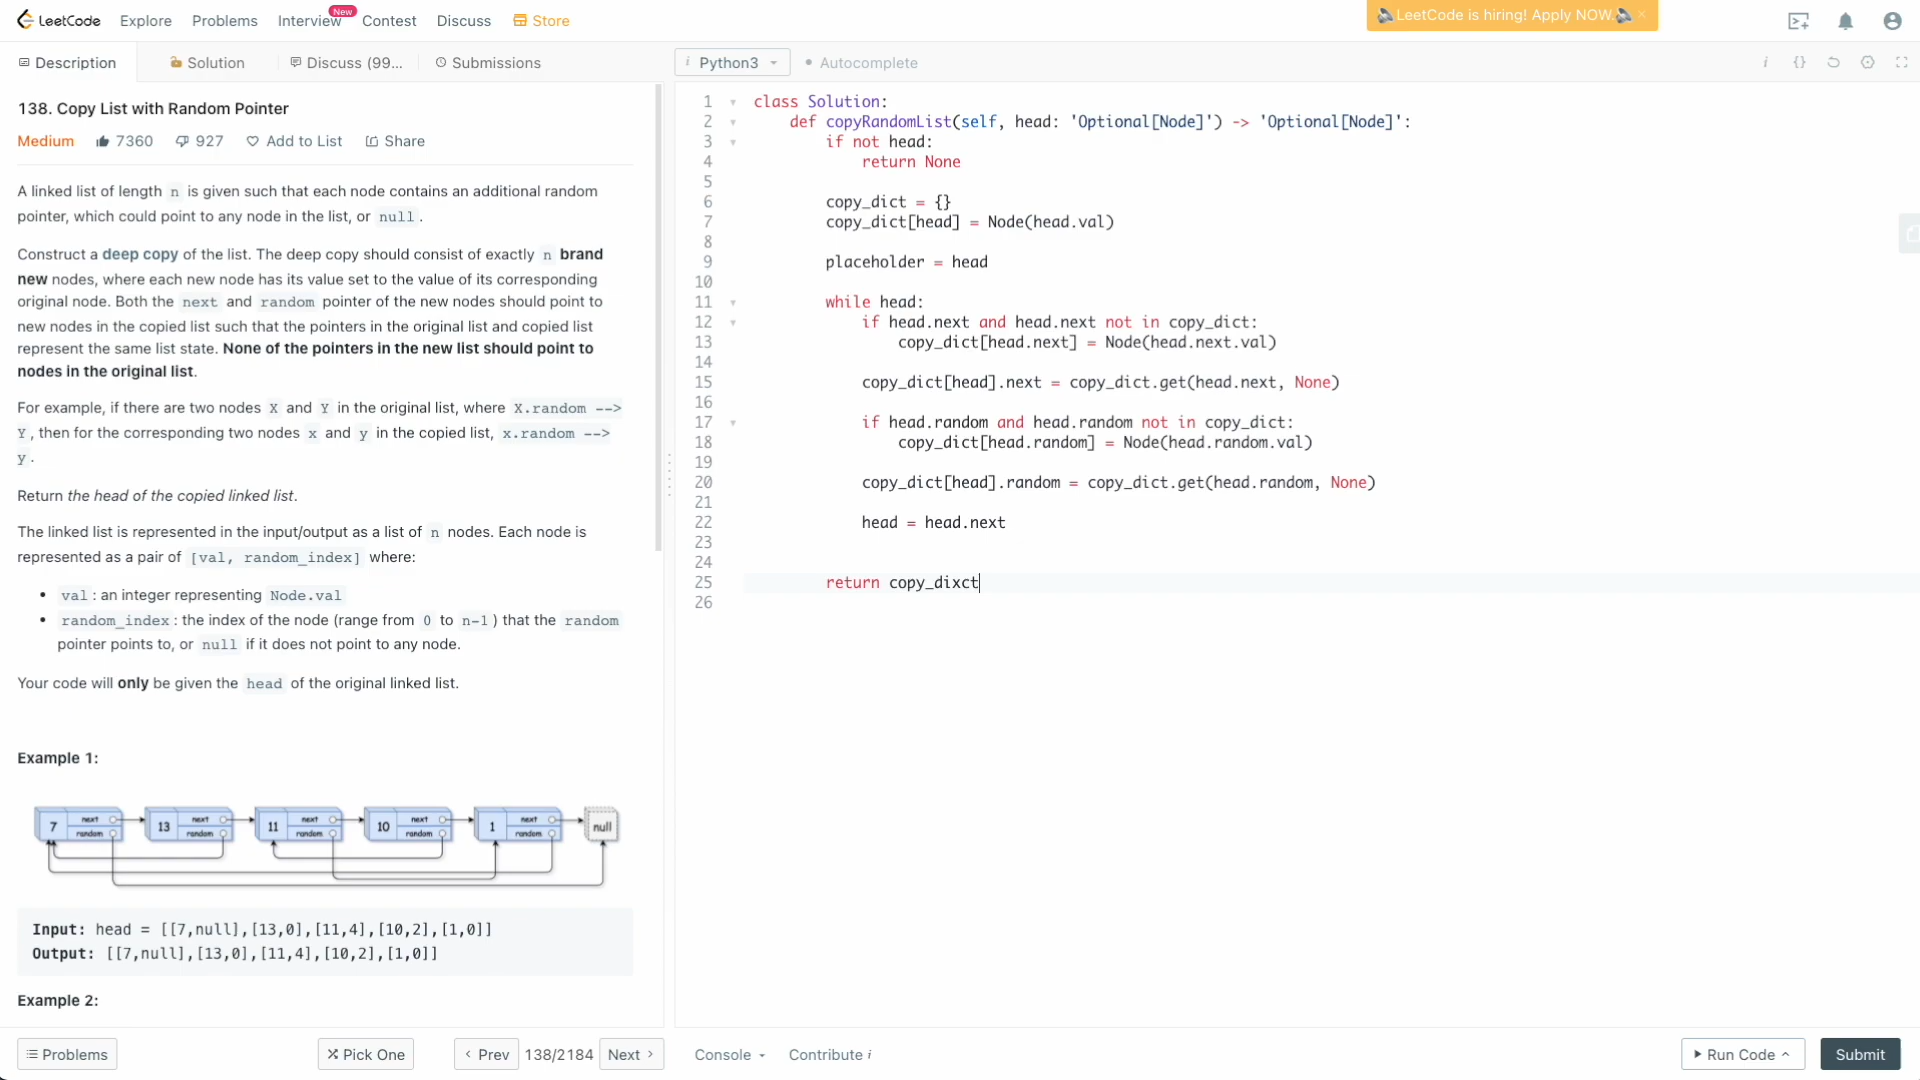 LeetCode Explore Problems Interview New Contest Discuss Store
LeetCode is hiring! Apply NOW.
Description Solution Discuss (99... Submissions
i Python3 Autocomplete i {}
138. Copy List with Random Pointer
Medium 7360 927 Add to List Share
A linked list of length n is given such that each node contains an additional random
pointer, which could point to any node in the list, or null.
Construct a deep copy of the list. The deep copy should consist of exactly n brand
new nodes, where each new node has its value set to the value of its corresponding
original node. Both the next and random pointer of the new nodes should point to
new nodes in the copied list such that the pointers in the original list and copied list
represent the same list state. None of the pointers in the new list should point to
nodes in the original list.
For example, if there are two nodes X and Y in the original list, where X.random -->
Y, then for the corresponding two nodes x and y in the copied list, x.random -->
y.
Return the head of the copied linked list.
The linked list is represented in the input/output as a list of n nodes. Each node is
represented as a pair of [val, random_index] where:
• val: an integer representing Node.val
• random_index: the index of the node (range from 0 to n-1) that the random
pointer points to, or null if it does not point to any node.
Your code will only be given the head of the original linked list.
Example 1:
7 next random 13 next random 11 next random 10 next random 1 next random null
Input: head = [[7,null],[13,0],[11,4],[10,2],[1,0]]
Output: [[7,null],[13,0],[11,4],[10,2],[1,0]]
Example 2:
1 class Solution:
2 def copyRandomList(self, head: 'Optional[Node]') -> 'Optional[Node]':
3 if not head:
4 return None
5
6 copy_dict = {}
7 copy_dict[head] = Node(head.val)
8
9 placeholder = head
10
11 while head:
12 if head.next and head.next not in copy_dict:
13 copy_dict[head.next] = Node(head.next.val)
14
15 copy_dict[head].next = copy_dict.get(head.next, None)
16
17 if head.random and head.random not in copy_dict:
18 copy_dict[head.random] = Node(head.random.val)
19
20 copy_dict[head].random = copy_dict.get(head.random, None)
21
22 head = head.next
23
24
25 return copy_dixct
26
Problems Pick One < Prev 138/2184 Next > Console Contribute i Run Code Submit